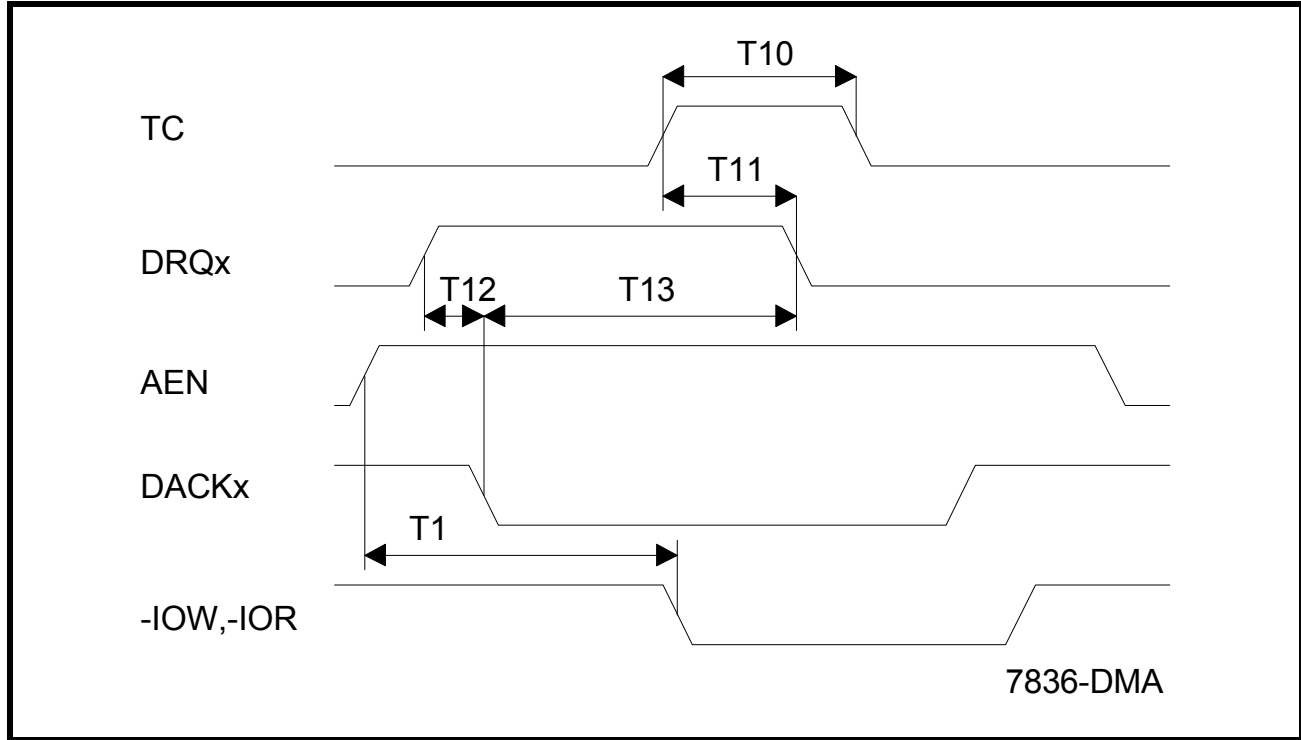 T10
TC
T11
DRQx
T12
T13
AEN
DACKx
T1
-IOW,-IOR
7836-DMA